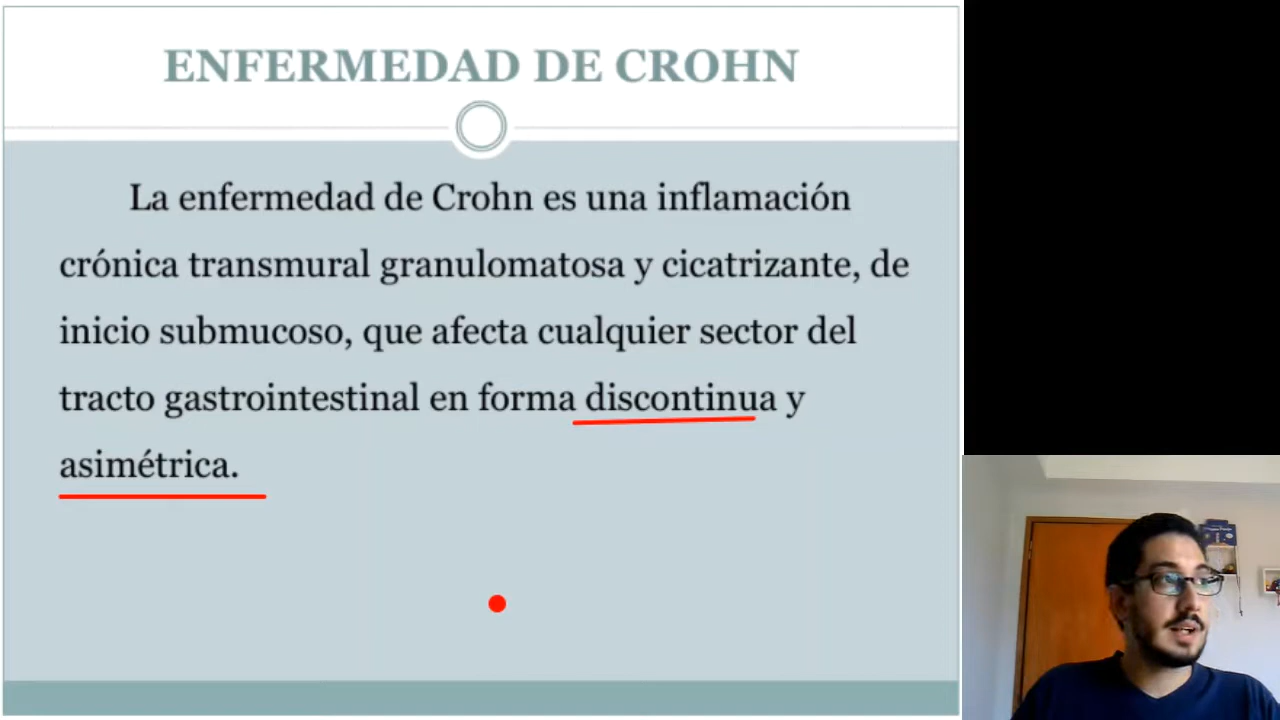 ENFERMEDAD DE CROHN
La enfermedad de Crohn es una inflamación
crónica transmural granulomatosa y cicatrizante, de
inicio submucoso, que afecta cualquier sector del
tracto gastrointestinal en forma discontinua y
asimétrica.